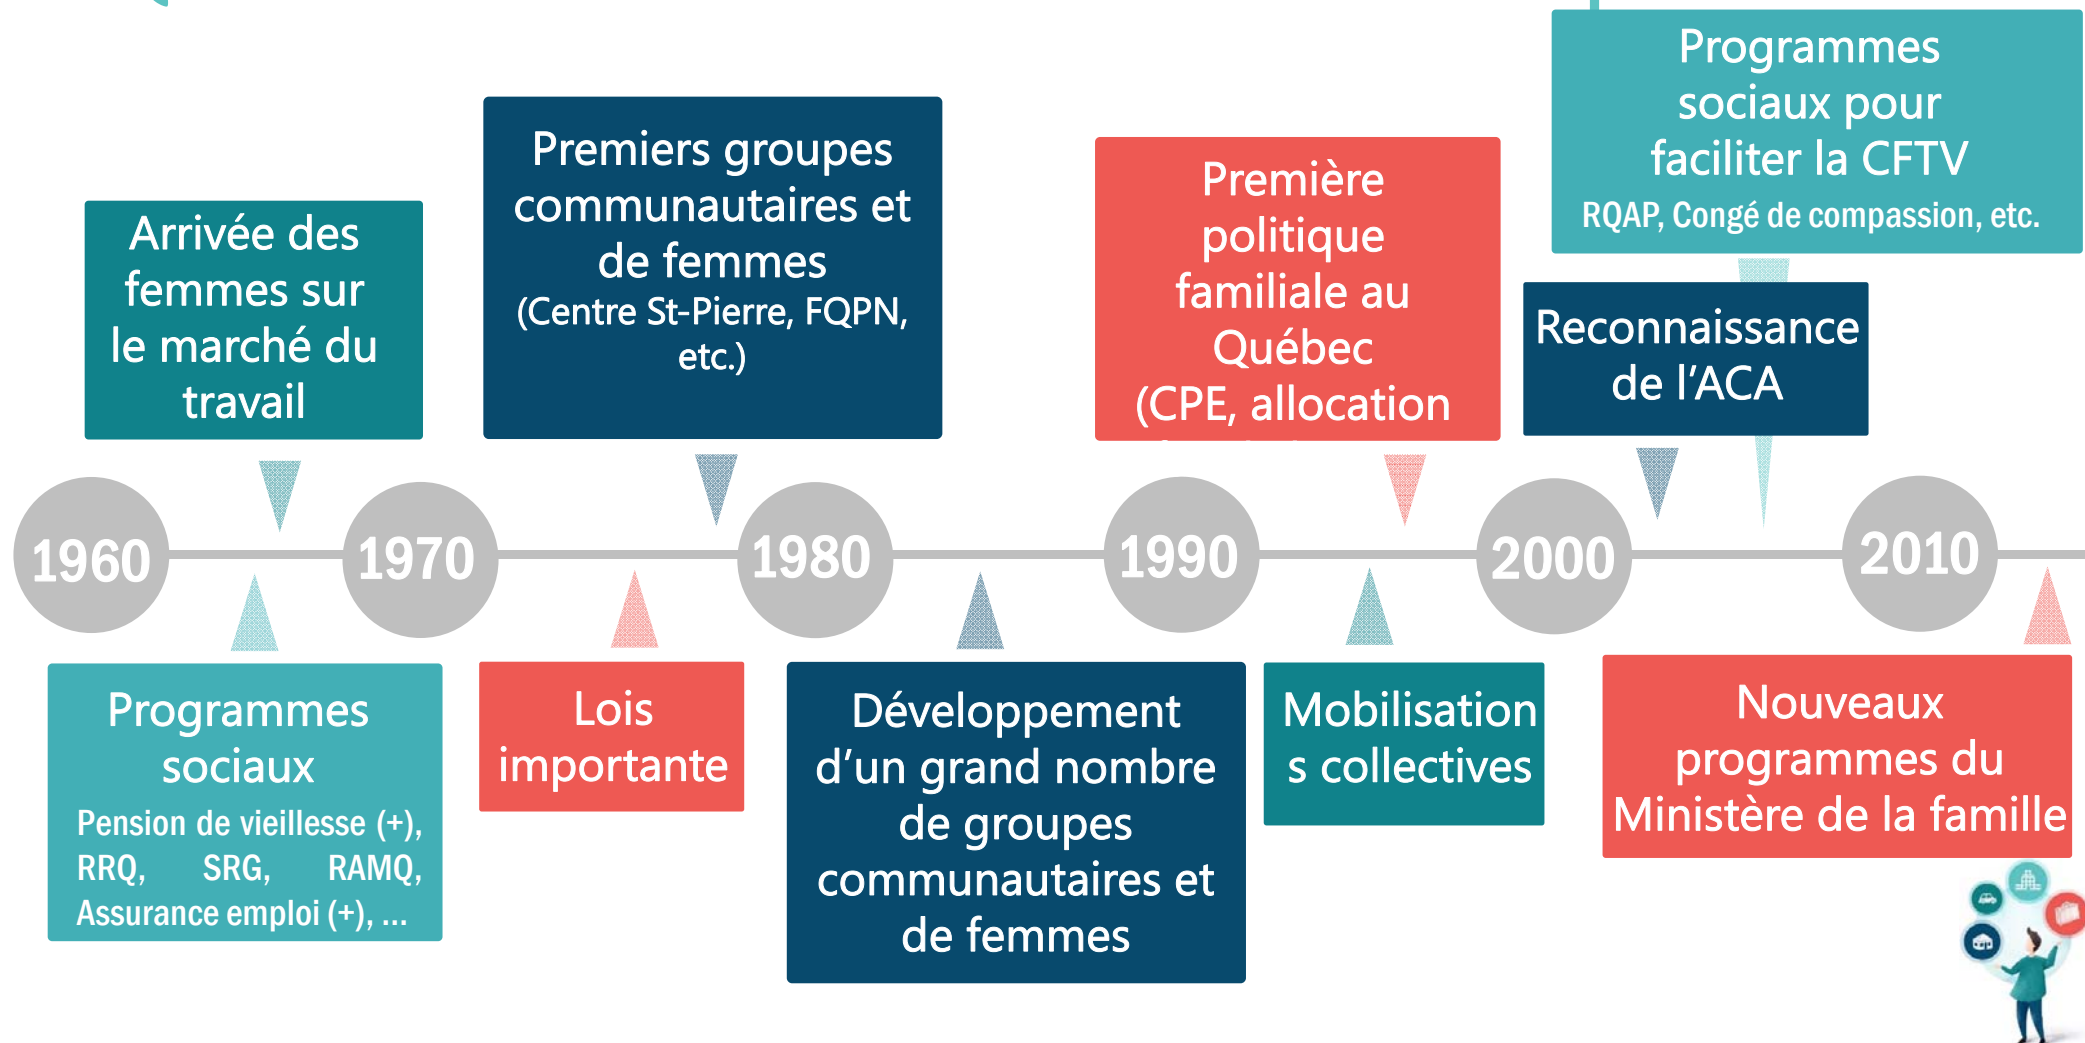 Arrivée des
femmes sur
le marché du
travail
Premiers groupes
communautaires et
de femmes
(Centre St-Pierre, FQPN,
etc.)
Première
politique
familiale au
Québec
(CPE, allocation
Programmes
sociaux pour
faciliter la CFTV
RQAP, Congé de compassion, etc.
Reconnaissance
de l'ACA
1960
1970
1980
1990
2000
2010
Programmes
sociaux
Pension de vieillesse (+),
RRQ, SRG, RAMQ,
Assurance emploi (+), ...
Lois
importante
Développement
d'un grand nombre
de groupes
communautaires et
de femmes
Mobilisation
s collectives
Nouveaux
programmes du
Ministère de la famille